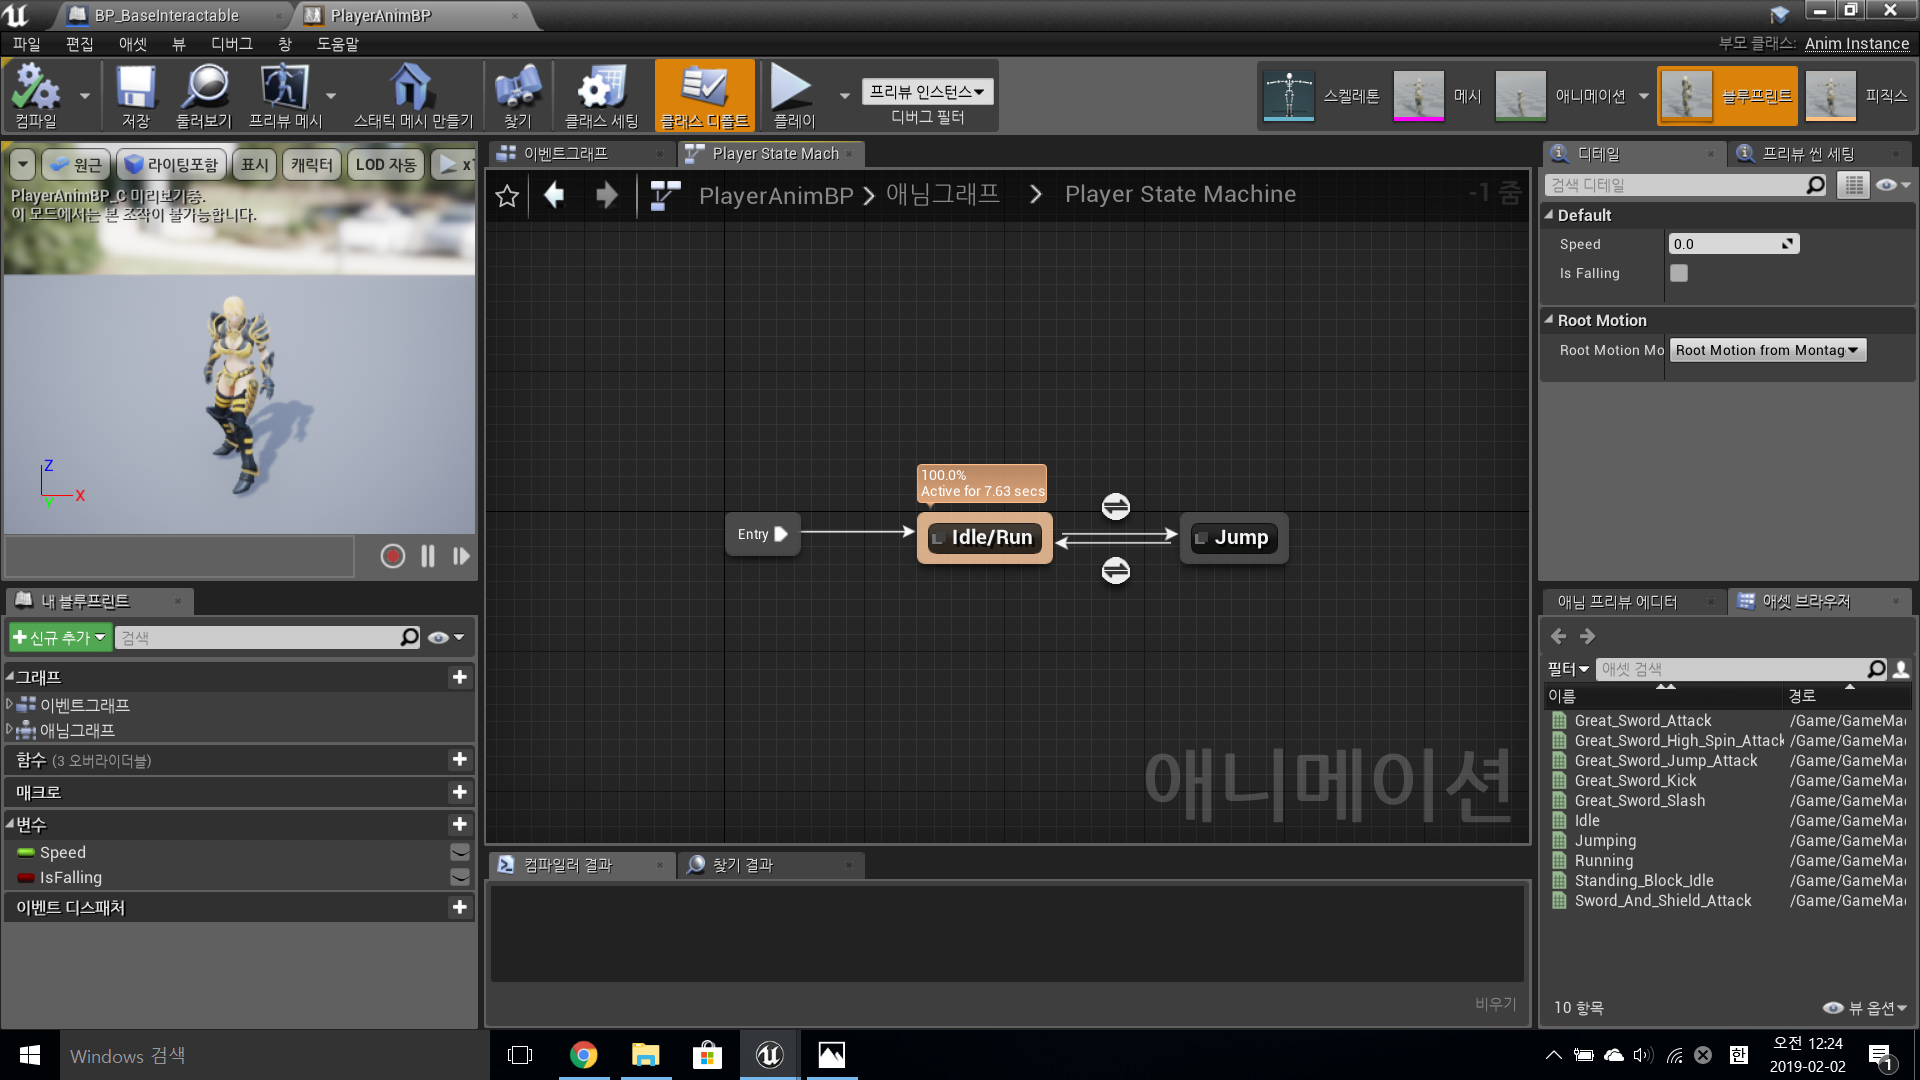 BP_BaseInteractable
PlayerAnimBP
파일 편집 애셋 뷰 디버그 창 도움말
부모 클래스: Anim Instance
컴파일 저장 둘러보기 프리뷰 메시 스태틱 메시 만들기 찾기 클래스 세팅 클래스 디폴트 플레이
프리뷰 인스턴스
디버그 필터
스켈레톤 메시 애니메이션 블루프린트 피직스
원근 라이팅포함 표시 캐릭터 LOD 자동 x1
PlayerAnimBP_C 미리보기중.
이 모드에서는 본 조작이 불가능합니다.
Z
X
Y
이벤트그래프 Player State Mach
PlayerAnimBP 애님그래프 Player State Machine -1 줌
Entry
100.0%
Active for 7.63 secs
Idle/Run
Jump
애니메이션
컴파일러 결과 찾기 결과
비우기
내 블루프린트
신규 추가 검색
그래프
이벤트그래프
애님그래프
함수 (3 오버라이더블)
매크로
변수
Speed
IsFalling
이벤트 디스패처
디테일 프리뷰 씬 세팅
검색 디테일
Default
Speed 0.0
Is Falling
Root Motion
Root Motion Mo Root Motion from Montag
애님 프리뷰 에디터 애셋 브라우저
필터 애셋 검색
이름 경로
Great_Sword_Attack /Game/GameMa
Great_Sword_High_Spin_Attack /Game/GameMa
Great_Sword_Jump_Attack /Game/GameMa
Great_Sword_Kick /Game/GameMa
Great_Sword_Slash /Game/GameMa
Idle /Game/GameMa
Jumping /Game/GameMa
Running /Game/GameMa
Standing_Block_Idle /Game/GameMa
Sword_And_Shield_Attack /Game/GameMa
10 항목 뷰 옵션
Windows 검색
한
오전 12:24
2019-02-02
1